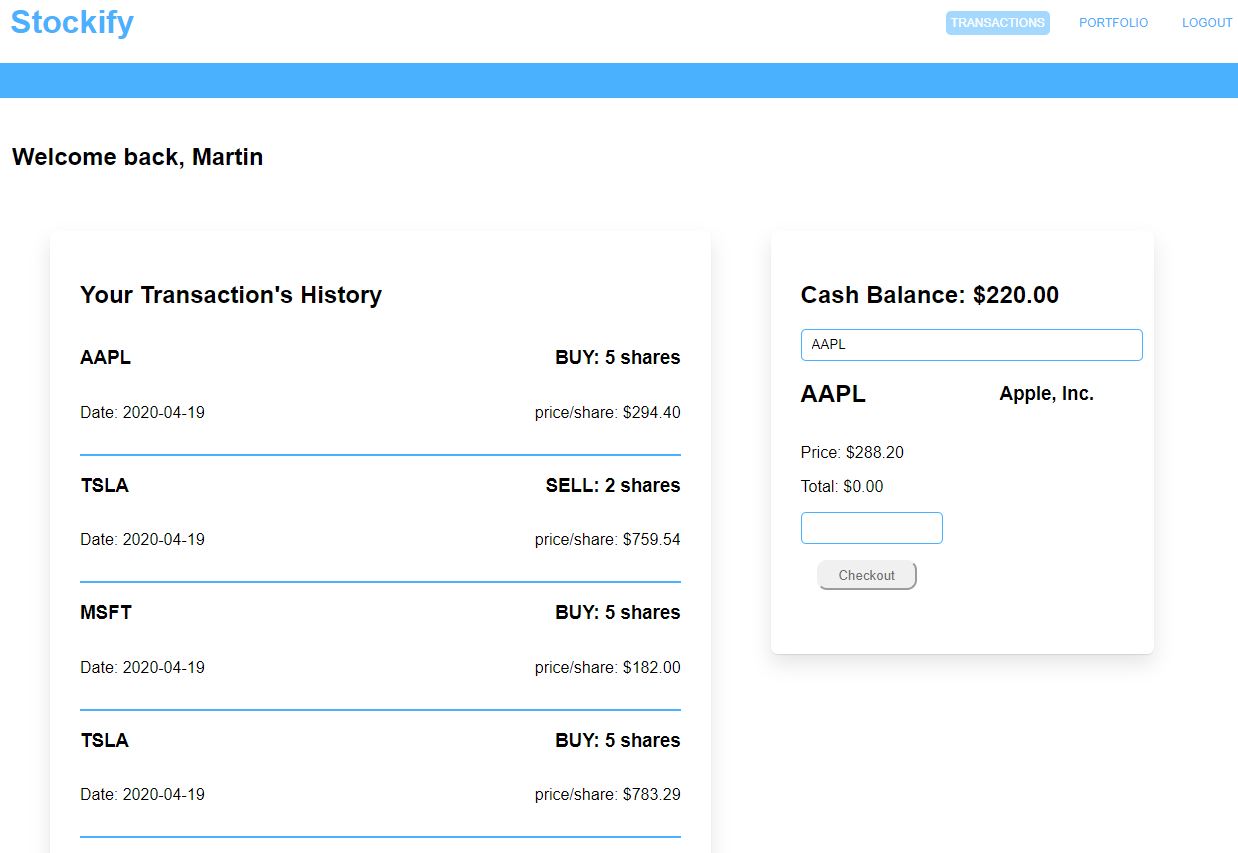 Stockify
TRANSACTIONS PORTFOLIO LOGOUT
Welcome back, Martin
Your Transaction's History
AAPL BUY: 5 shares
Date: 2020-04-19 price/share: $294.40
TSLA SELL: 2 shares
Date: 2020-04-19 price/share: $759.54
MSFT BUY: 5 shares
Date: 2020-04-19 price/share: $182.00
TSLA BUY: 5 shares
Date: 2020-04-19 price/share: $783.29
Cash Balance: $220.00
AAPL
AAPL Apple, Inc.
Price: $288.20
Total: $0.00
Checkout